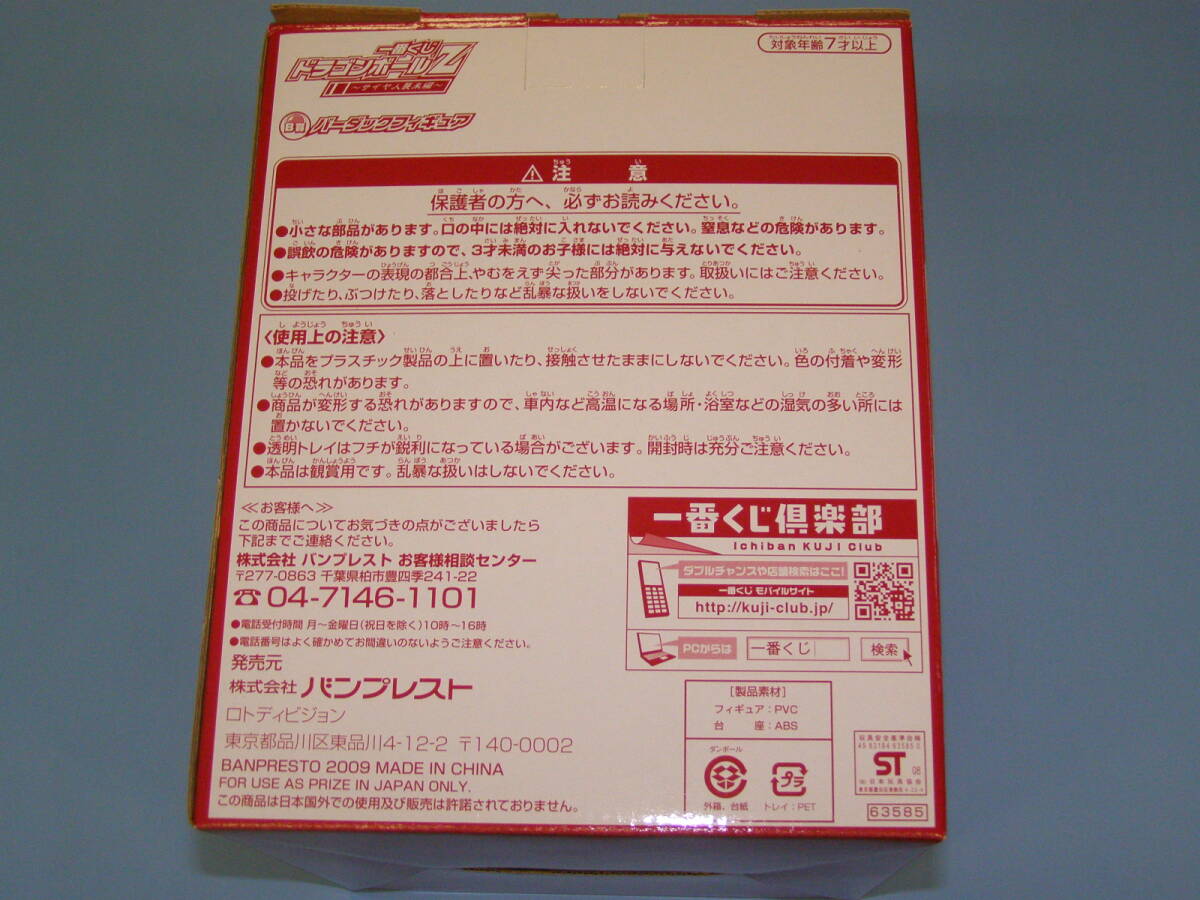 対象年齢7才以上
一番くじ
ドラゴンボールZ
~サイヤ人襲来編~
B賞 バーダックフィギュア
⚠注 意
保護者の方へ、必ずお読みください。
●小さな部品があります。口の中には絶対に入れないでください。窒息などの危険があります。
●誤飲の危険がありますので、3才未満のお子様には絶対に与えないでください。
●キャラクターの表現の都合上、やむをえず尖った部分があります。取扱いにはご注意ください。
●投げたり、ぶつけたり、落としたりなど乱暴な扱いをしないでください。
〈使用上の注意〉
●本品をプラスチック製品の上に置いたり、接触させたままにしないでください。色の付着や変形
等の恐れがあります。
●商品が変形する恐れがありますので、車内など高温になる場所・浴室などの湿気の多い所には
置かないでください。
●透明トレイはフチが鋭利になっている場合がございます。開封時は充分ご注意ください。
●本品は観賞用です。乱暴な扱いはしないでください。
≪お客様へ≫
この商品についてお気づきの点がございましたら
下記までご連絡ください。
株式会社 バンプレスト お客様相談センター
〒277-0863 千葉県柏市豊四季241-22
☎04-7146-1101
●電話受付時間 月~金曜日(祝日を除く)10時~16時
●電話番号はよく確かめてお間違いのないようご注意ください。
発売元
株式会社 バンプレスト
ロトディビジョン
東京都品川区東品川4-12-2 〒140-0002
BANPRESTO 2009 MADE IN CHINA
FOR USE AS PRIZE IN JAPAN ONLY.
この商品は日本国外での使用及び販売は許諾されておりません。
一番くじ倶楽部
Ichiban KUJI Club
ダブルチャンスや店舗検索はここ!
一番くじ モバイルサイト
http://kuji-club.jp/
PCからは 一番くじ 検索
[製品素材]
フィギュア:PVC
台 座:ABS
ダンボール
外箱、台紙
プラ
トレイ:PET
玩具安全基準合格
AS 83184 63585 C
ST 08
(社)日本玩具協会
63585